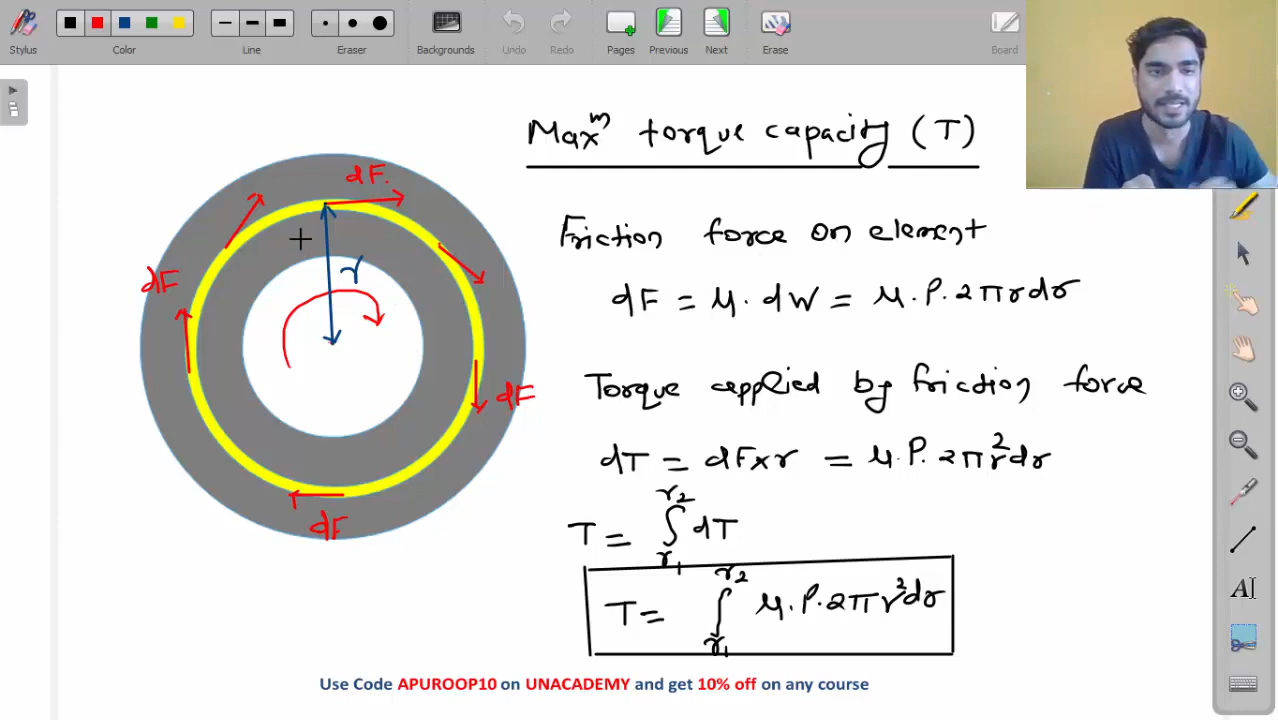 Stylus
Color
Line
Eraser
Backgrounds
Undo
Redo
Pages
Previous
Next
Erase
Board
Maxᵐ torque capacity (T)
dF.
Friction force on element
r
dF
dF = μ. dW = μ. P. 2πrdr
Torque applied by friction force
dF
dT = dF×r = μ. P. 2πr²dr
dF
T = ∫r₁^r₂ dT
T = ∫r₁^r₂ μ. P. 2πr²dr
A
Use Code APUROOP10 on UNACADEMY and get 10% off on any course